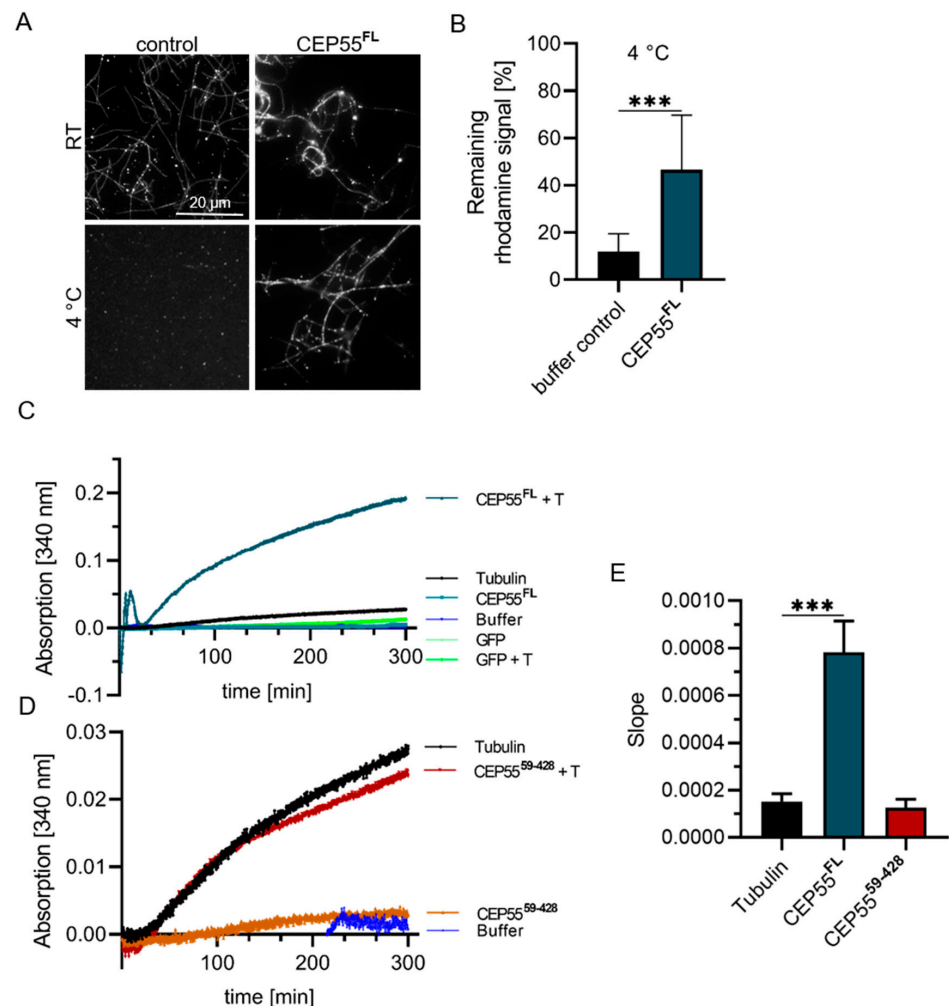 A
control
CEP55FL
RT
20 µm
4 °C
B
4 °C
Remaining
rhodamine signal [%]
100
80
60
40
20
0
***
buffer control
CEP55FL
C
Absorption [340 nm]
0.2
0.1
0.0
-0.1
100
200
300
time [min]
CEP55FL + T
Tubulin
CEP55FL
Buffer
GFP
GFP + T
D
Absorption [340 nm]
0.03
0.02
0.01
0.00
100
200
300
time [min]
Tubulin
CEP5559-428 + T
CEP5559-428
Buffer
E
Slope
0.0010
0.0008
0.0006
0.0004
0.0002
0.0000
***
Tubulin
CEP55FL
CEP5559-428